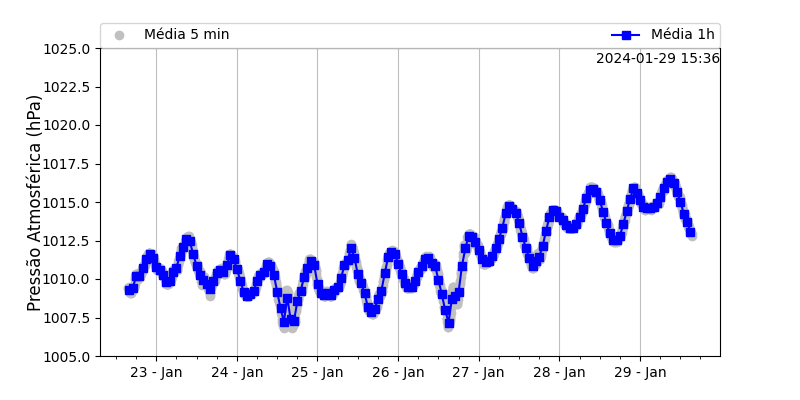 Média 5 min
Média 1h
2024-01-29 15:36
Pressão Atmosférica (hPa)
1025.0
1022.5
1020.0
1017.5
1015.0
1012.5
1010.0
1007.5
1005.0
23 - Jan
24 - Jan
25 - Jan
26 - Jan
27 - Jan
28 - Jan
29 - Jan